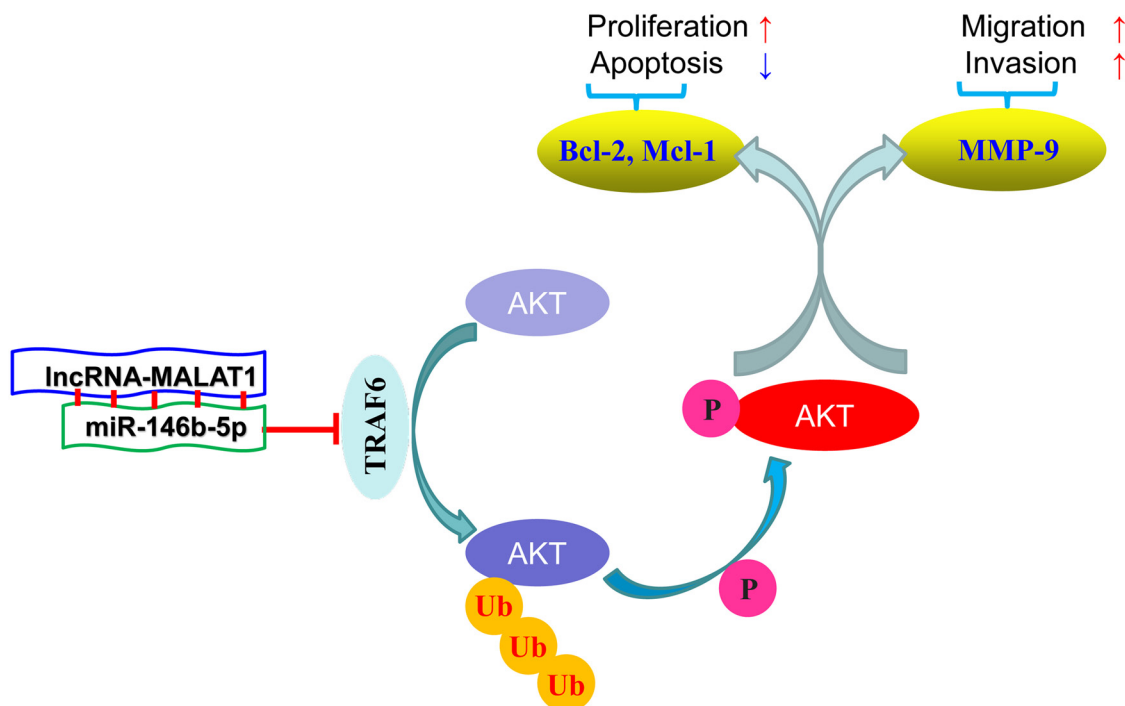 Proliferation ↑
Apoptosis ↓
Migration ↑
Invasion ↑
Bcl-2, Mcl-1
MMP-9
AKT
lncRNA-MALAT1
miR-146b-5p
TRAF6
P
AKT
AKT
P
Ub
Ub
Ub